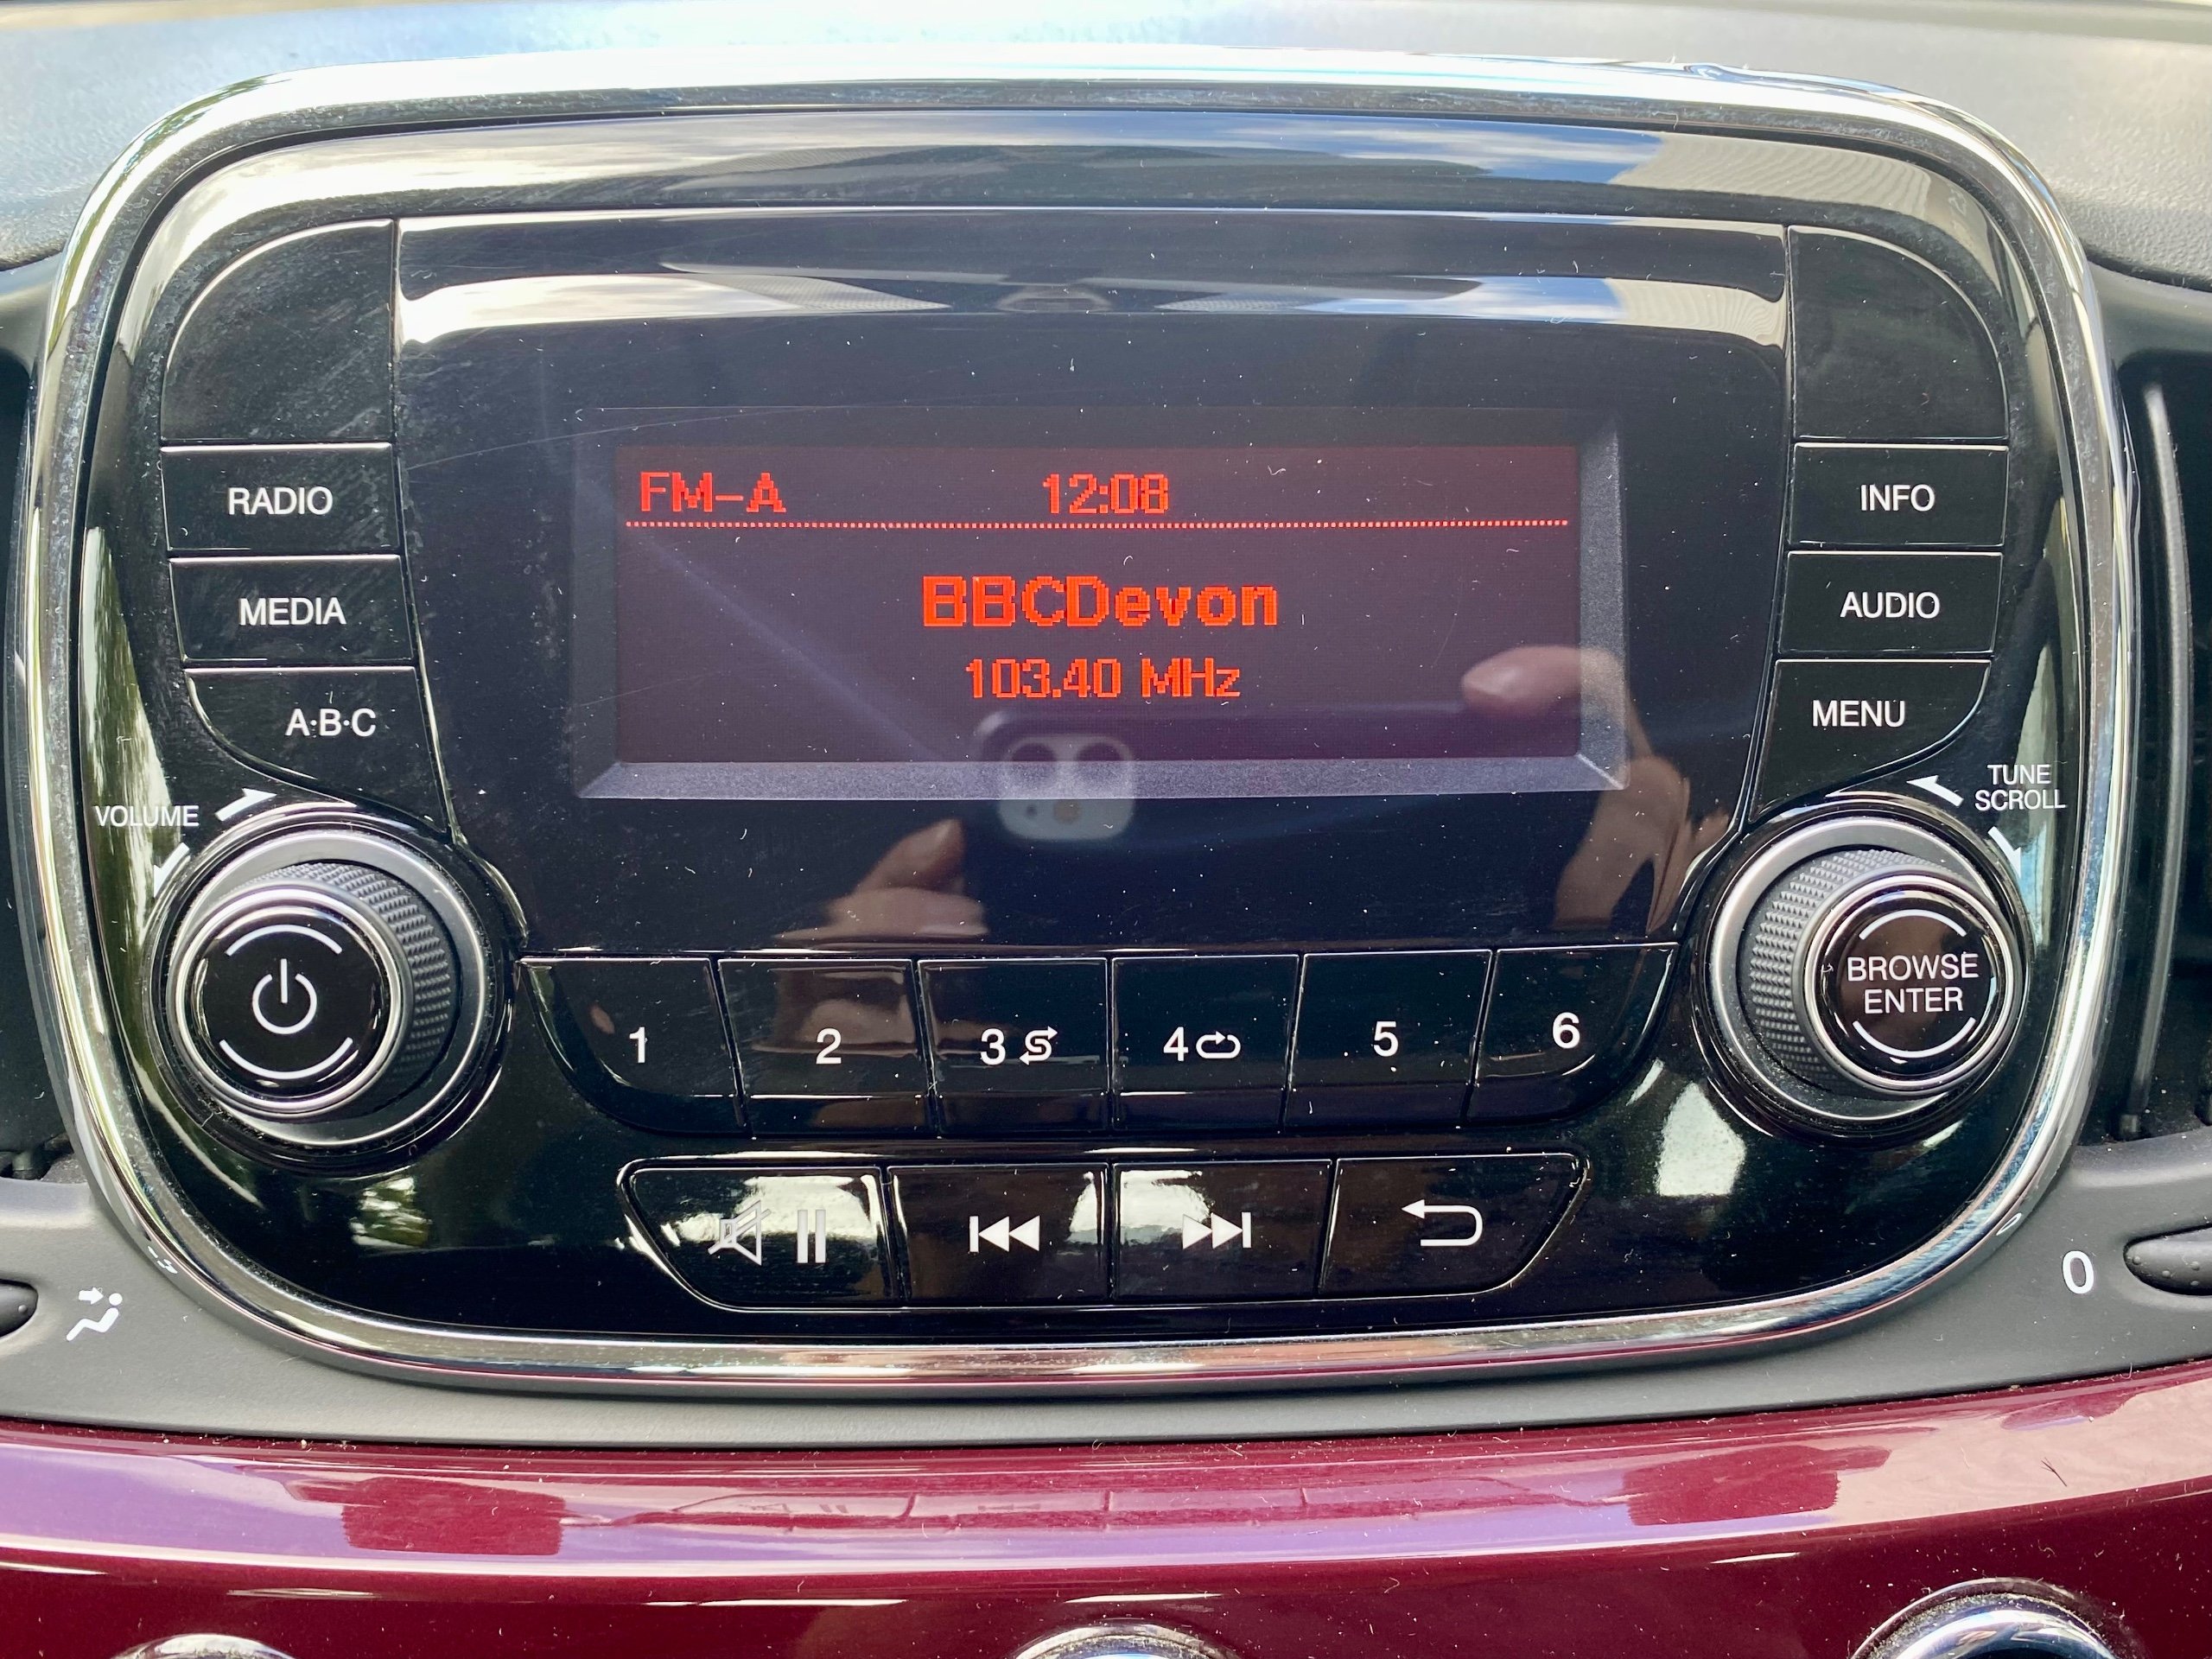 FM-A 12:08
BBCDevon
103.40 MHz
RADIO
MEDIA
A·B·C
INFO
AUDIO
MENU
VOLUME
TUNE
SCROLL
BROWSE
ENTER
1 2 3 4 5 6
0